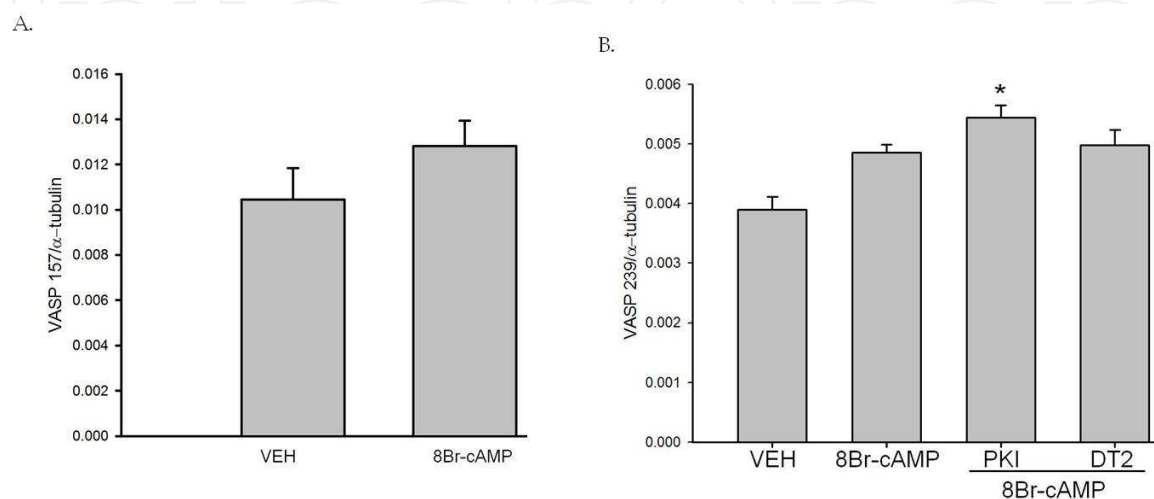 A.
0.016
0.014
0.012
0.010
0.008
0.006
0.004
0.002
0.000
VASP 157/α-tubulin
VEH 8Br-cAMP
B.
0.006
0.005
0.004
0.003
0.002
0.001
0.000
VASP 239/α-tubulin
*
VEH 8Br-cAMP PKI DT2
8Br-cAMP